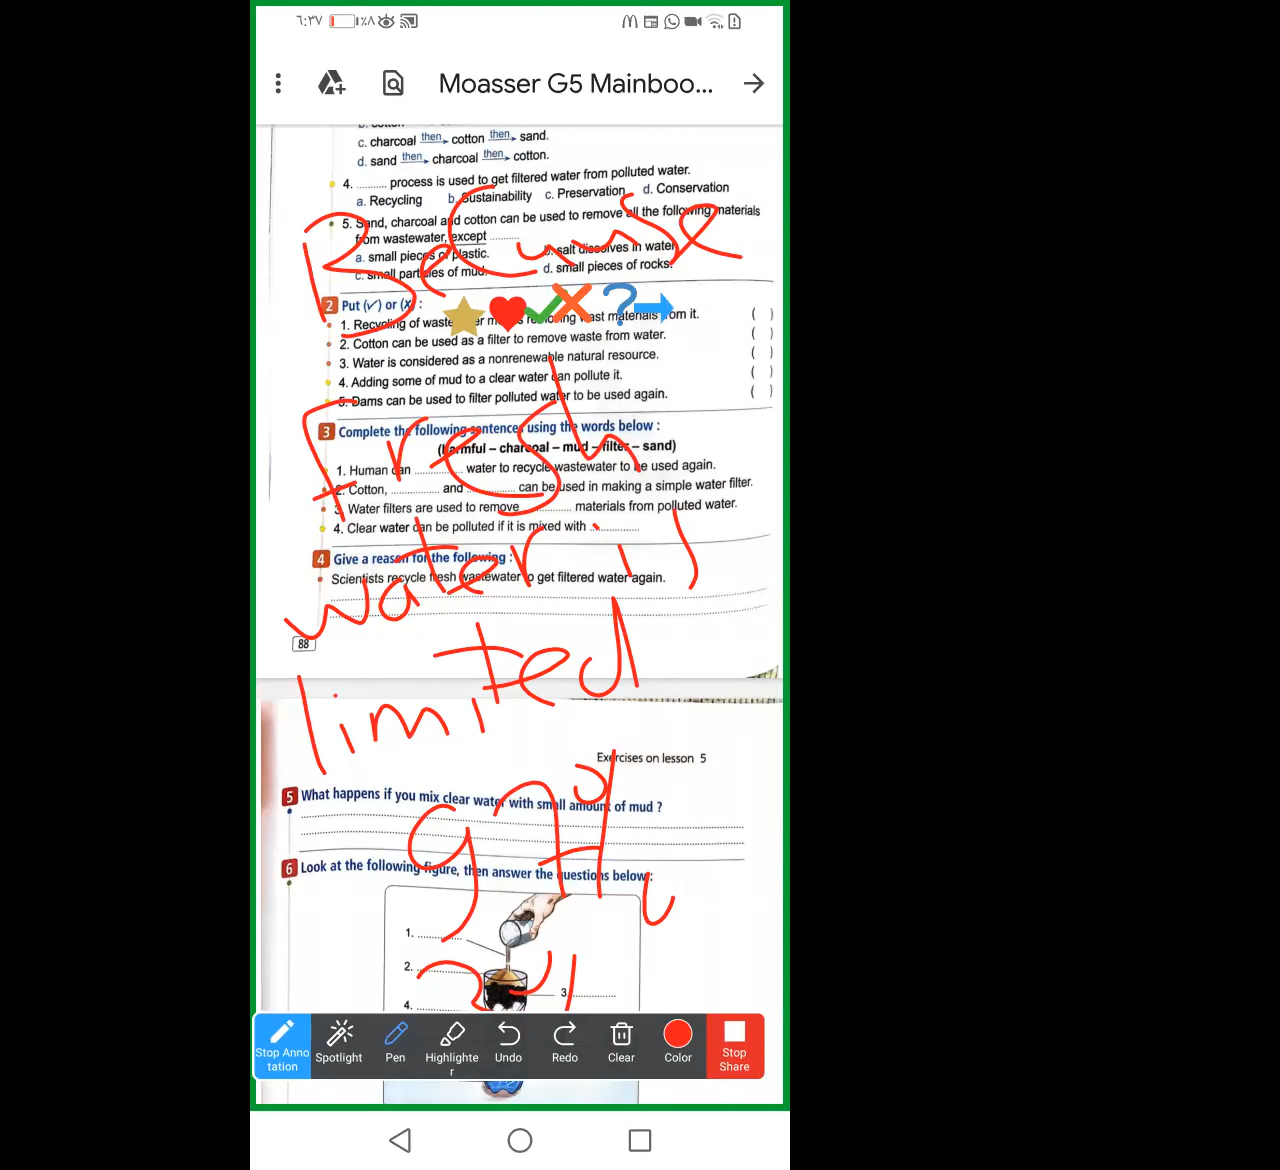 ٦:٣٧ ٪٨
Moasser G5 Mainboo...
c. charcoal then cotton then sand.
d. sand then charcoal then cotton.
4. .......... process is used to get filtered water from polluted water.
a. Recycling b. Sustainability c. Preservation d. Conservation
5. Sand, charcoal and cotton can be used to remove all the following materials
from wastewater, except ..........
a. small pieces of plastic. b. salt dissolves in water.
c. small particles of mud. d. small pieces of rocks.
Becuse
2 Put (✓) or (x) :
1. Recycling of wastewater materials from it. ( )
2. Cotton can be used as a filter to remove waste from water. ( )
3. Water is considered as a nonrenewable natural resource. ( )
4. Adding some of mud to a clear water can pollute it. ( )
5. Dams can be used to filter polluted water to be used again. ( )
3 Complete the following sentences using the words below :
(harmful – charcoal – mud – filter – sand)
1. Human can .............. water to recycle wastewater to be used again.
2. Cotton, .............. and .............. can be used in making a simple water filter.
3. Water filters are used to remove .............. materials from polluted water.
4. Clear water can be polluted if it is mixed with ..............
Fresh
4 Give a reason for the following :
Scientists recycle fresh wastewater to get filtered water again.
water is
limited
88
Exercises on lesson 5
5 What happens if you mix clear water with small amount of mud ?
6 Look at the following figure, then answer the questions below :
1. ..............
2. ..............
3. ..............
4. ..............
Stop Anno
tation
Spotlight
Pen
Highlighte
r
Undo
Redo
Clear
Color
Stop
Share